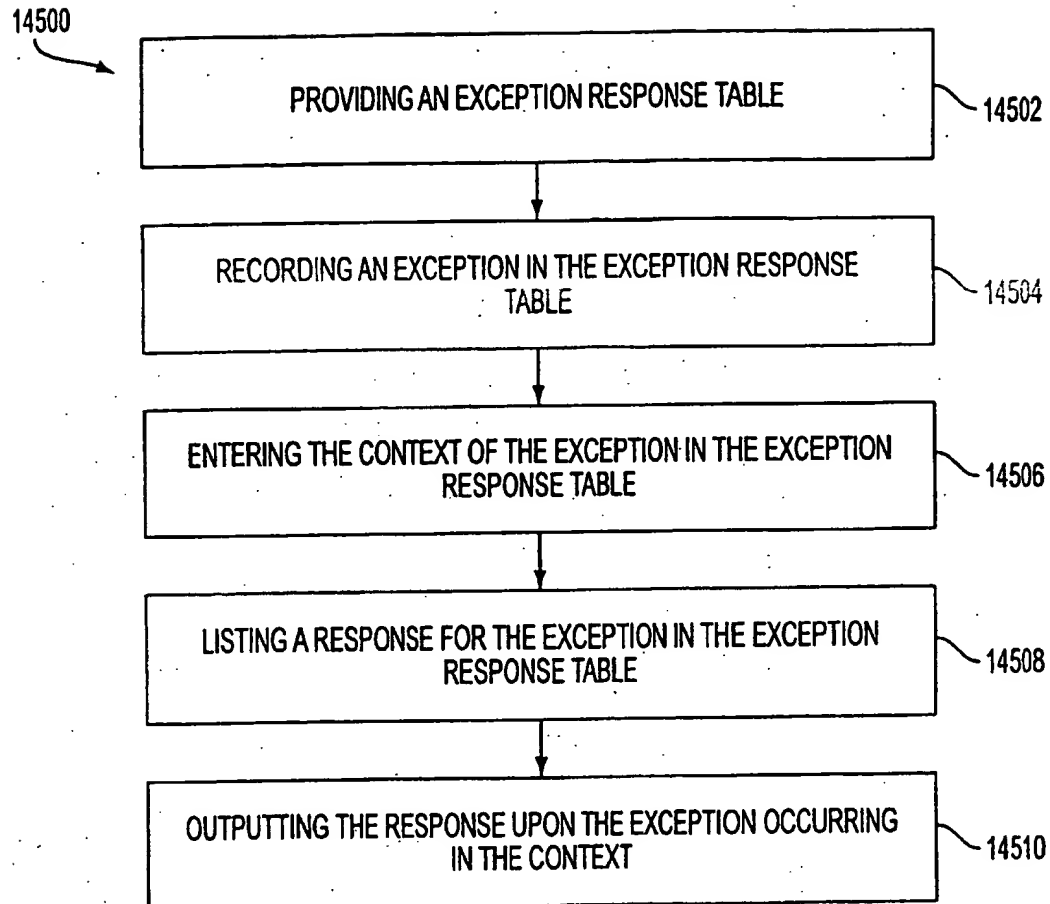 14500
PROVIDING AN EXCEPTION RESPONSE TABLE
14502
RECORDING AN EXCEPTION IN THE EXCEPTION RESPONSE
TABLE
14504
ENTERING THE CONTEXT OF THE EXCEPTION IN THE EXCEPTION
RESPONSE TABLE
14506
LISTING A RESPONSE FOR THE EXCEPTION IN THE EXCEPTION
RESPONSE TABLE
14508
OUTPUTTING THE RESPONSE UPON THE EXCEPTION OCCURRING
IN THE CONTEXT
14510